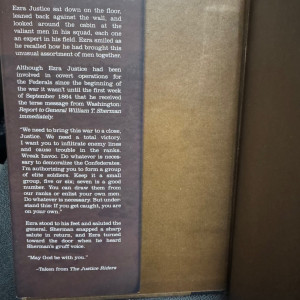 Ezra Justice sat down on the floor,
leaned back against the wall, and
looked around the cabin at the
valiant men in his squad, each one
an expert in his field. Ezra smiled as
he recalled how he had brought this
unusual assortment of men together.
Although Ezra Justice had been
involved in covert operations for
the Federals since the beginning of
the war it wasn't until the first week
of September 1864 that he received
the terse message from Washington:
Report to General William T. Sherman
immediately.
"We need to bring this war to a close,
Justice. We need a total victory.
I want you to infiltrate enemy lines
and cause trouble in the ranks.
Wreak havoc. Do whatever is neces-
sary to demoralize the Confederates.
I'm authorizing you to form a group
of elite soldiers. Keep it a small
group, five or six; seven is a good
number. You can draw them from
our ranks or enlist your own men.
Do whatever is necessary. But under-
stand this: If you get caught, you are
on your own."
Ezra stood to his feet and saluted the
general. Sherman snapped a sharp
salute in return, and Ezra turned
toward the door when he heard
Sherman's gruff voice.
"May God be with you."
–Taken from The Justice Riders